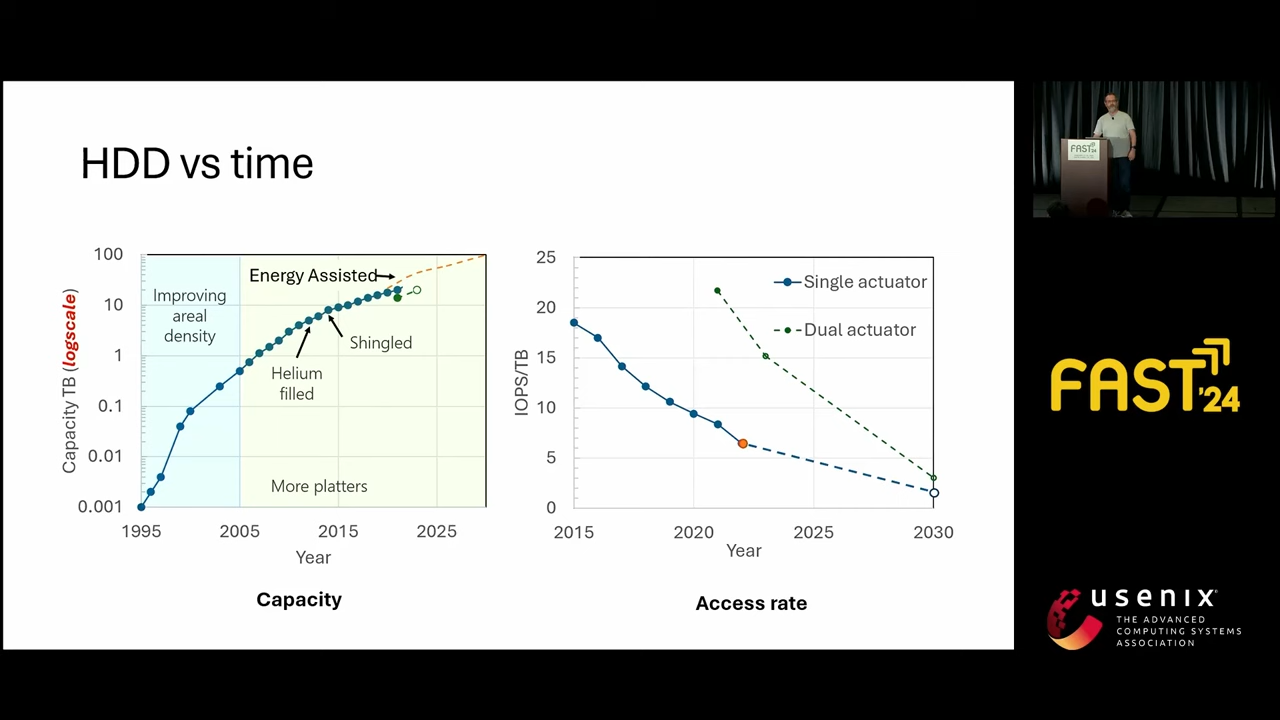 HDD vs time
100
10
1
0.1
0.01
0.001
Capacity TB (logscale)
Improving
areal
density
Energy Assisted
Shingled
Helium
filled
More platters
1995
2005
2015
2025
Year
Capacity
25
20
15
10
5
0
IOPS/TB
Single actuator
Dual actuator
2015
2020
2025
2030
Year
Access rate
FAST'24
FAST'24
usenix
THE ADVANCED
COMPUTING SYSTEMS
ASSOCIATION